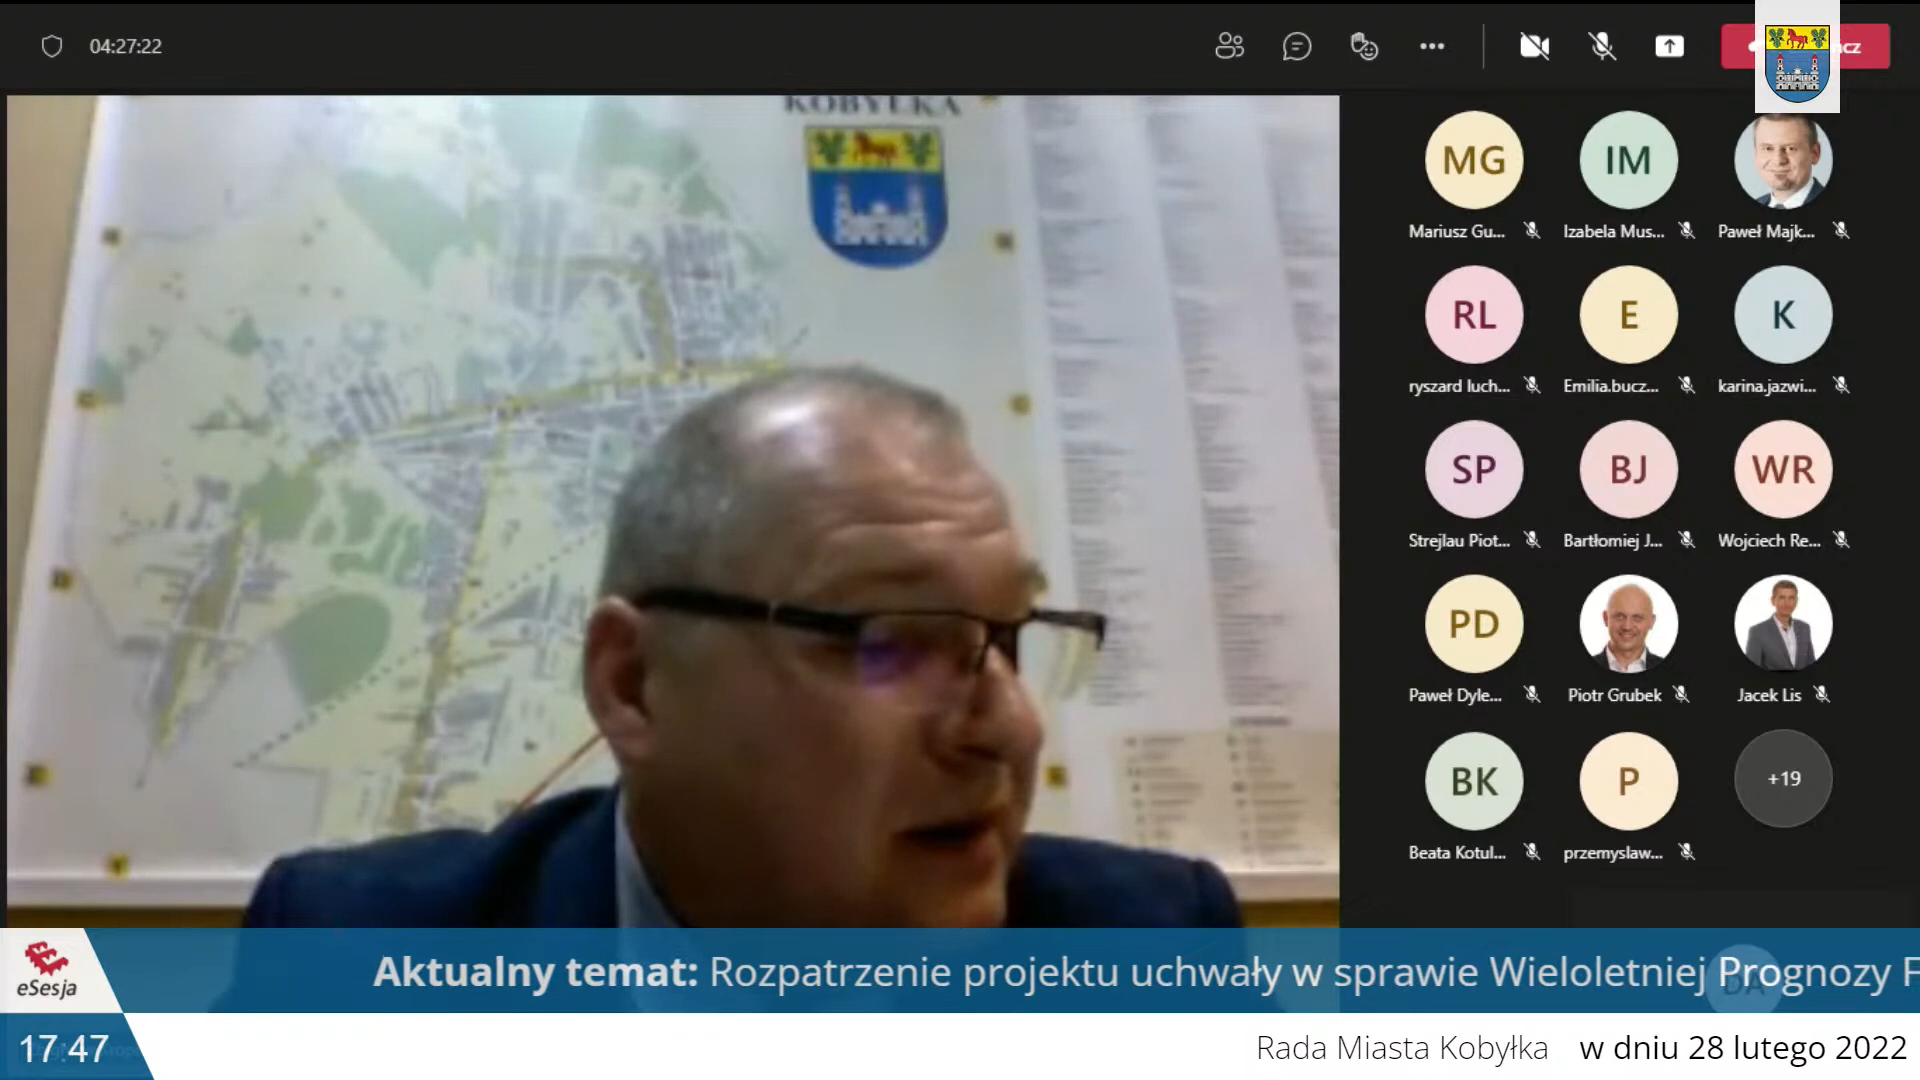 04:27:22
KOBYŁKA
MG
IM
Mariusz Gu...
Izabela Mus...
Paweł Majk...
RL
E
K
ryszard luch...
Emilia.bucz...
karina.jazwi...
SP
BJ
WR
Strejlau Piot...
Bartłomiej J...
Wojciech Re...
PD
Paweł Dyle...
Piotr Grubek
Jacek Lis
BK
P
+19
Beata Kotul...
przemyslaw...
eSesja
Aktualny temat: Rozpatrzenie projektu uchwały w sprawie Wieloletniej Prognozy F
DA
17:47
Rada Miasta Kobyłka w dniu 28 lutego 2022